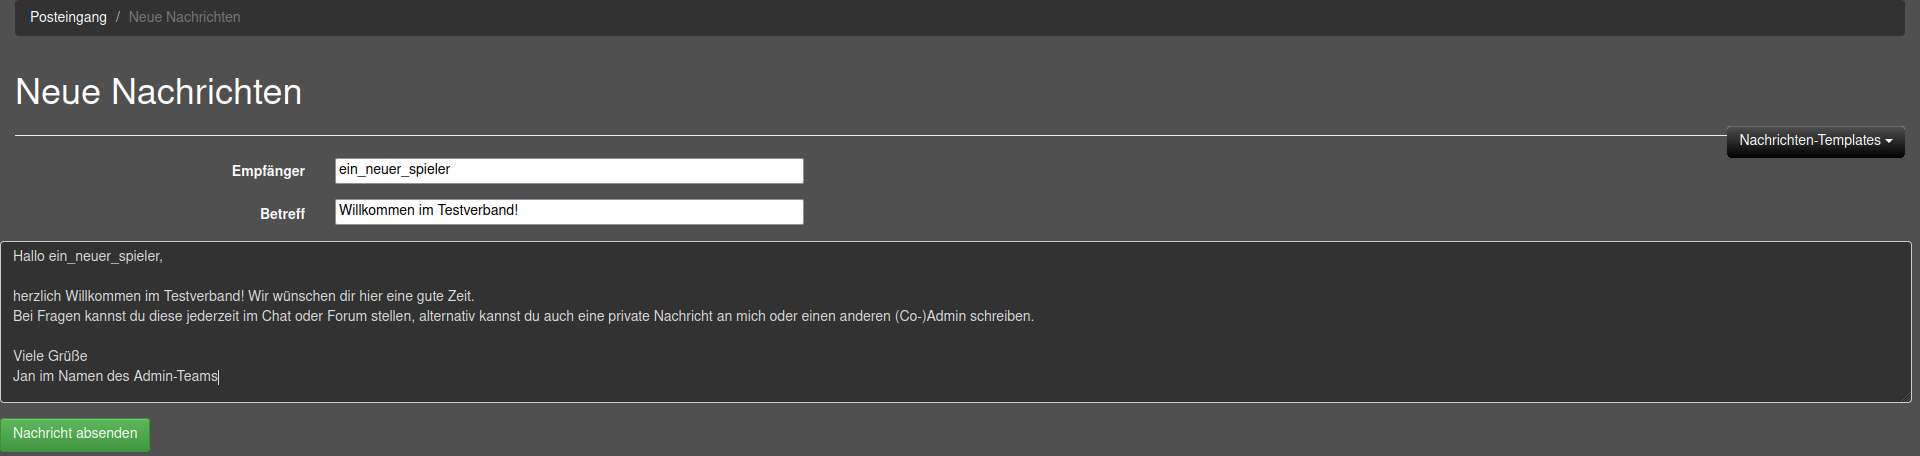 Posteingang / Neue Nachrichten
Neue Nachrichten
Nachrichten-Templates
Empfänger ein_neuer_spieler
Betreff Willkommen im Testverband!
Hallo ein_neuer_spieler,
herzlich Willkommen im Testverband! Wir wünschen dir hier eine gute Zeit.
Bei Fragen kannst du diese jederzeit im Chat oder Forum stellen, alternativ kannst du auch eine private Nachricht an mich oder einen anderen (Co-)Admin schreiben.
Viele Grüße
Jan im Namen des Admin-Teams
Nachricht absenden